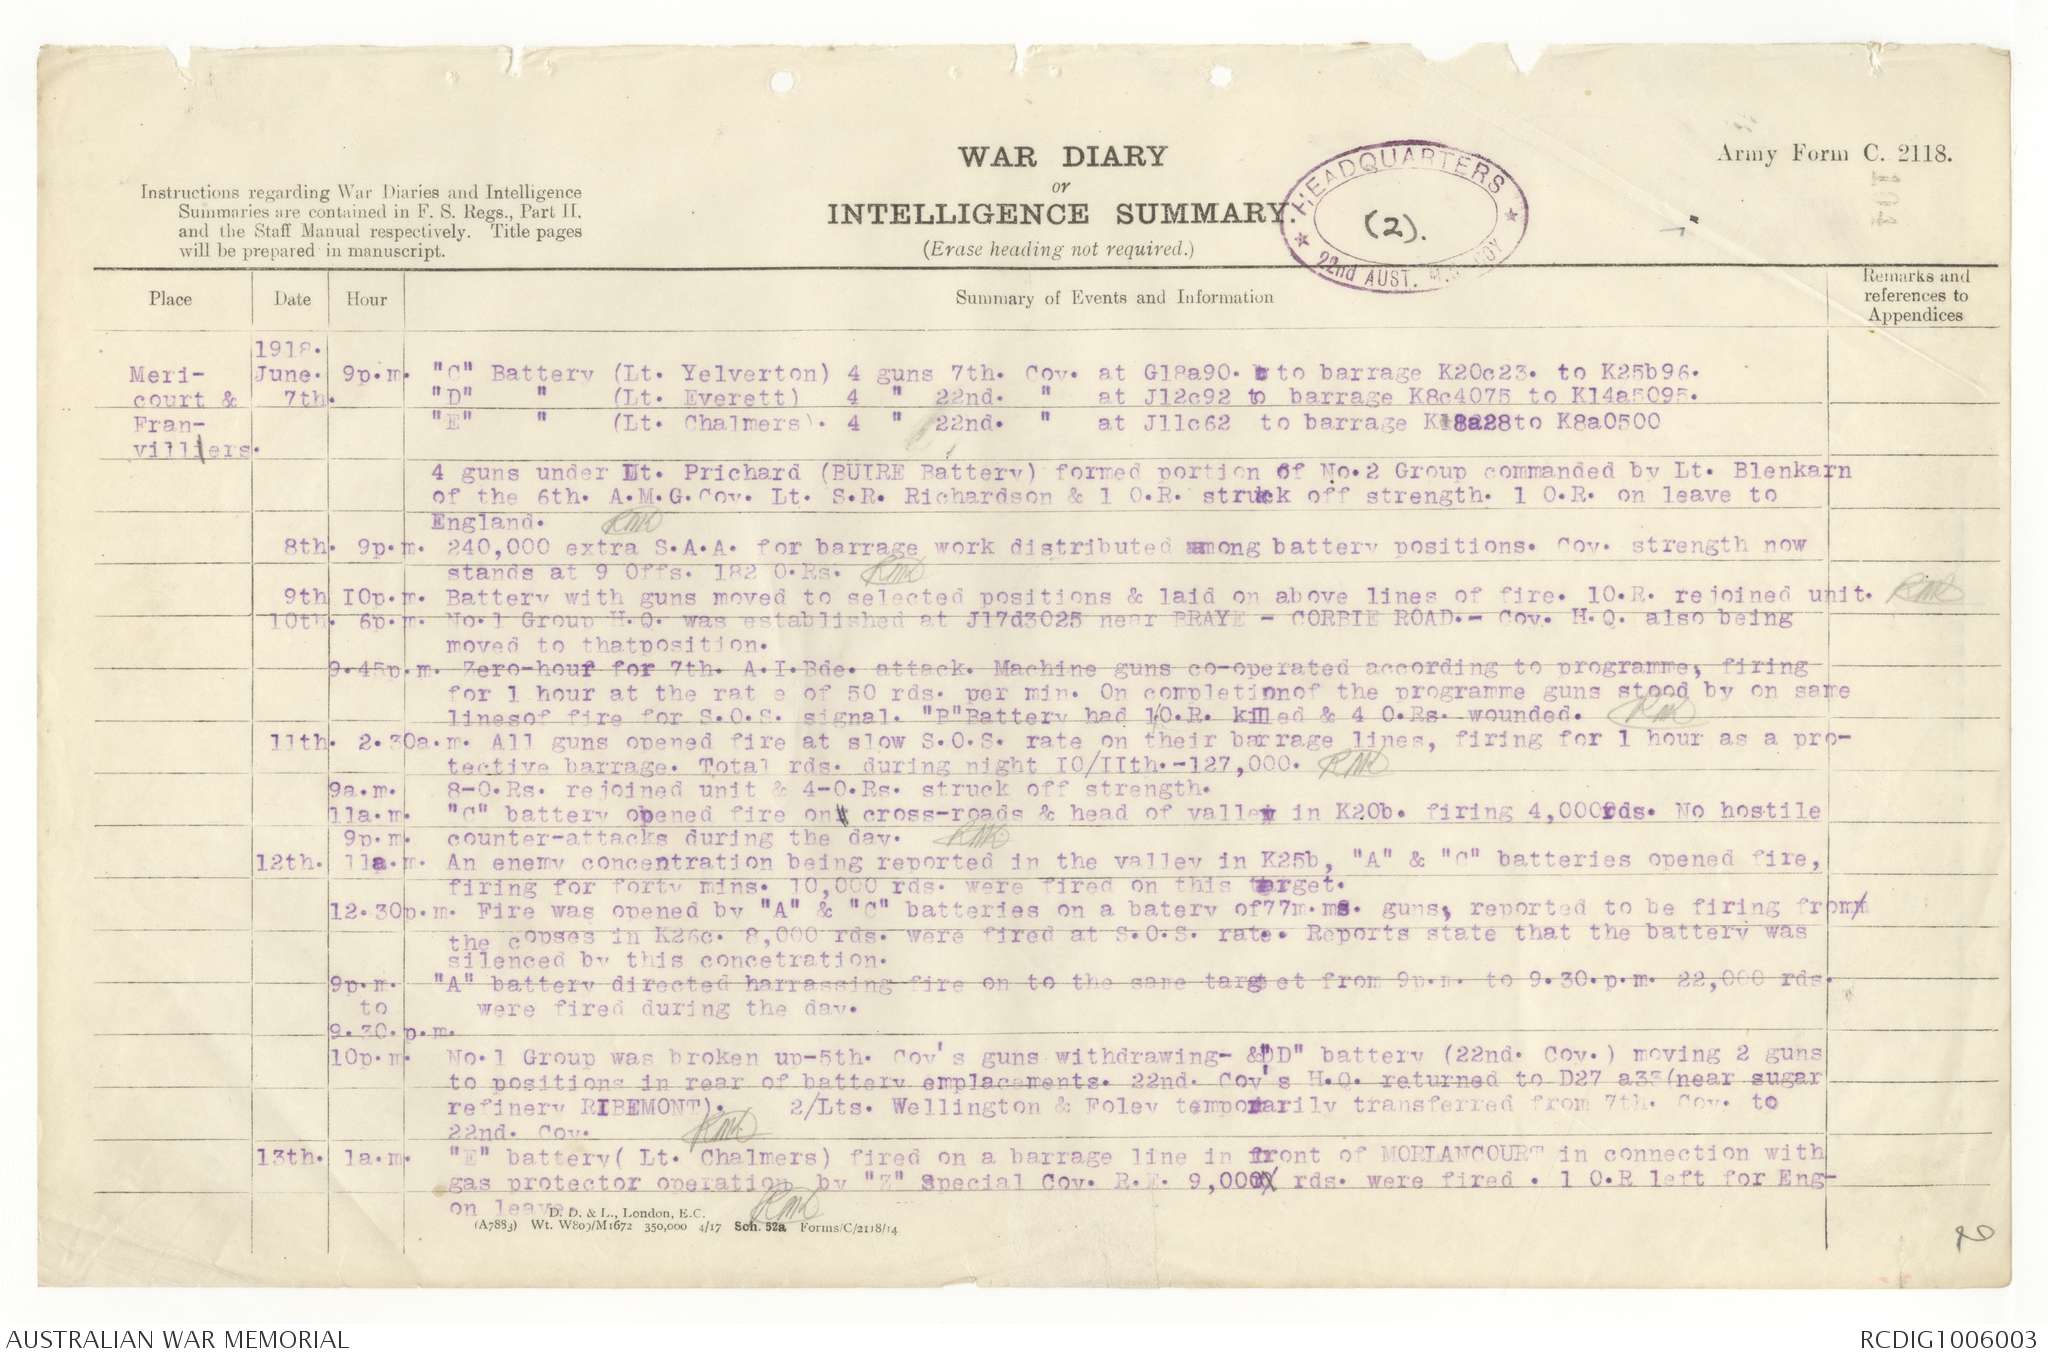 WAR DIARY
or
INTELLIGENCE SUMMARY.
(Erase heading not required.)
Army Form C. 2118.
Instructions regarding War Diaries and Intelligence
Summaries are contained in F. S. Regs., Part II.
and the Staff Manual respectively. Title pages
will be prepared in manuscript.
HEADQUARTERS
(2).
22nd AUST. M.G. COY
Place Date Hour Summary of Events and Information Remarks and references to Appendices
1918.
Meri- June. 9p.m. "C" Battery (Lt. Yelverton) 4 guns 7th. Coy. at G18a90. to barrage K20c23. to K25b96.
court & 7th. "D" " (Lt. Everett) 4 " 22nd. " at J12c92 to barrage K8c4075 to K14a5095.
Fran- "E" " (Lt. Chalmers). 4 " 22nd. " at J11c62 to barrage K18a28to K8a0500
villiers.
4 guns under Lt. Prichard (BUIRE Battery) formed portion of No.2 Group commanded by Lt. Blenkarn
of the 6th. A.M.G.Coy. Lt. S.R. Richardson & 1 O.R. struck off strength. 1 O.R. on leave to
England.
8th. 9p.m. 240,000 extra S.A.A. for barrage work distributed among battery positions. Coy. strength now
stands at 9 Offs. 182 O.Rs.
9th 10p.m. Battery with guns moved to selected positions & laid on above lines of fire. 1O.R. rejoined unit.
10th. 6p.m. No.1 Group H.Q. was established at J17d3025 near BRAYE - CORBIE ROAD.- Coy. H.Q. also being
moved to thatposition.
9.45p.m. Zero-hour for 7th. A.I.Bde. attack. Machine guns co-operated according to programme, firing
for 1 hour at the rat e of 50 rds. per min. On completionof the programme guns stood by on same
linesof fire for S.O.S. signal. "B"Battery had 1 O.R. killed & 4 O.Rs. wounded.
11th. 2.30a.m. All guns opened fire at slow S.O.S. rate on their barrage lines, firing for 1 hour as a pro-
tective barrage. Total rds. during night 10/11th.-127,000.
9a.m. 8-O.Rs. rejoined unit & 4-O.Rs. struck off strength.
11a.m. "C" battery opened fire on cross-roads & head of valley in K20b. firing 4,000rds. No hostile
9p.m. counter-attacks during the day.
12th. 11a.m. An enemy concentration being reported in the valley in K25b, "A" & "C" batteries opened fire,
firing for forty mins. 10,000 rds. were fired on this target.
12.30p.m. Fire was opened by "A" & "C" batteries on a batery of77m.ms. guns, reported to be firing from
the copses in K26c. 8,000 rds. were fired at S.O.S. rate. Reports state that the battery was
silenced by this concetration.
9p.m. "A" battery directed harrassing fire on to the same target from 9p.m. to 9.30.p.m. 22,000 rds.
to were fired during the day.
9.30.p.m.
10p.m. No.1 Group was broken up-5th. Coy's guns withdrawing- &"D" battery (22nd. Coy.) moving 2 guns
to positions in rear of battery emplacements. 22nd. Coy's H.Q. returned to D27 a33(near sugar
refinery RIBEMONT). 2/Lts. Wellington & Foley temporarily transferred from 7th. Coy. to
22nd. Coy.
13th. 1a.m. "E" battery( Lt. Chalmers) fired on a barrage line in front of MORLANCOURT in connection with
gas protector operation by "Z" Special Coy. R.E. 9,000 rds. were fired . 1 O.R left for Eng-
on leave.
D. D. & L., London, E.C.
(A7883) Wt. W809/M1672 350,000 4/17 Sch. 52a Forms/C/2118/14
AUSTRALIAN WAR MEMORIAL
RCDIG1006003